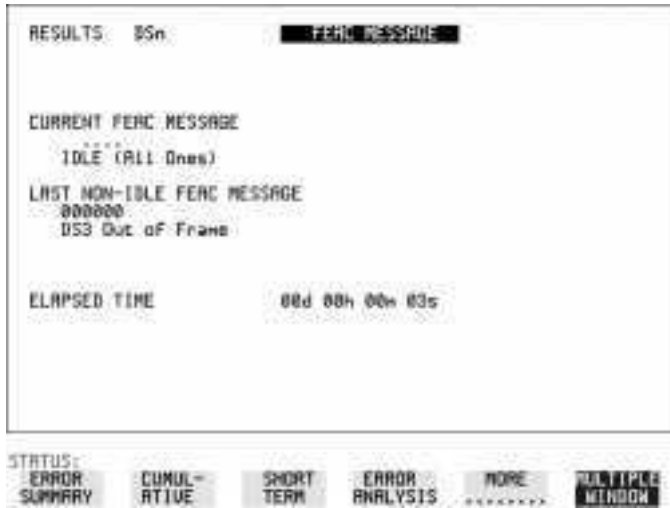 RESULTS DSn FEAC MESSAGE
CURRENT FEAC MESSAGE
....
IDLE (All Ones)
LAST NON-IDLE FEAC MESSAGE
000000
DS3 Out of Frame
ELAPSED TIME 00d 00h 00m 03s
STATUS:
ERROR SUMMARY CUMUL- ATIVE SHORT TERM ERROR ANALYSIS MORE ........ MULTIPLE WINDOW